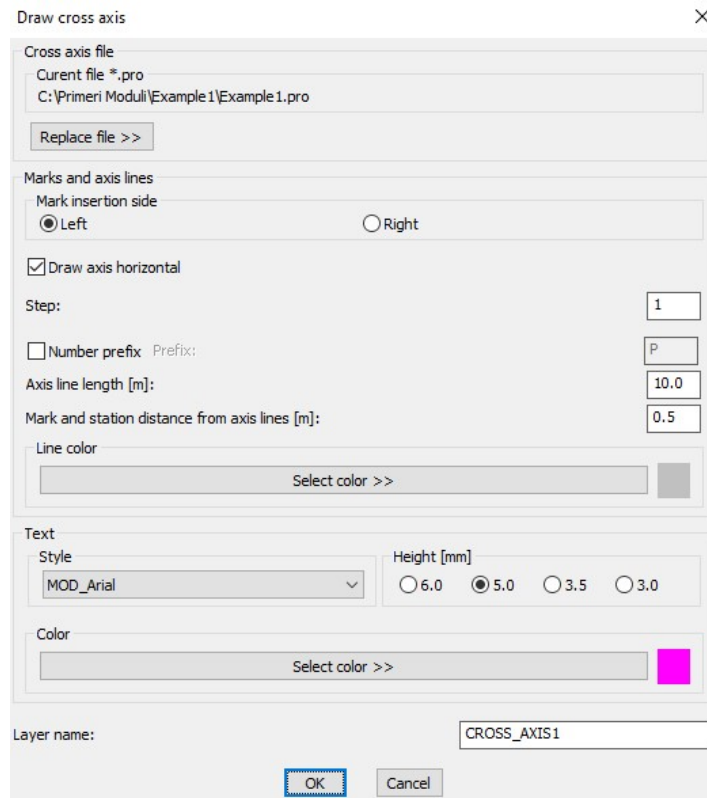 Draw cross axis
Cross axis file
Curent file *.pro
C:\Primeri Moduli\Example1\Example1.pro
Replace file >>
Marks and axis lines
Mark insertion side
Left Right
Draw axis horizontal
Step: 1
Number prefix Prefix: P
Axis line length [m]: 10.0
Mark and station distance from axis lines [m]: 0.5
Line color
Select color >>
Text
Style Height [mm]
MOD_Arial 6.0 5.0 3.5 3.0
Color
Select color >>
Layer name: CROSS_AXIS1
OK Cancel